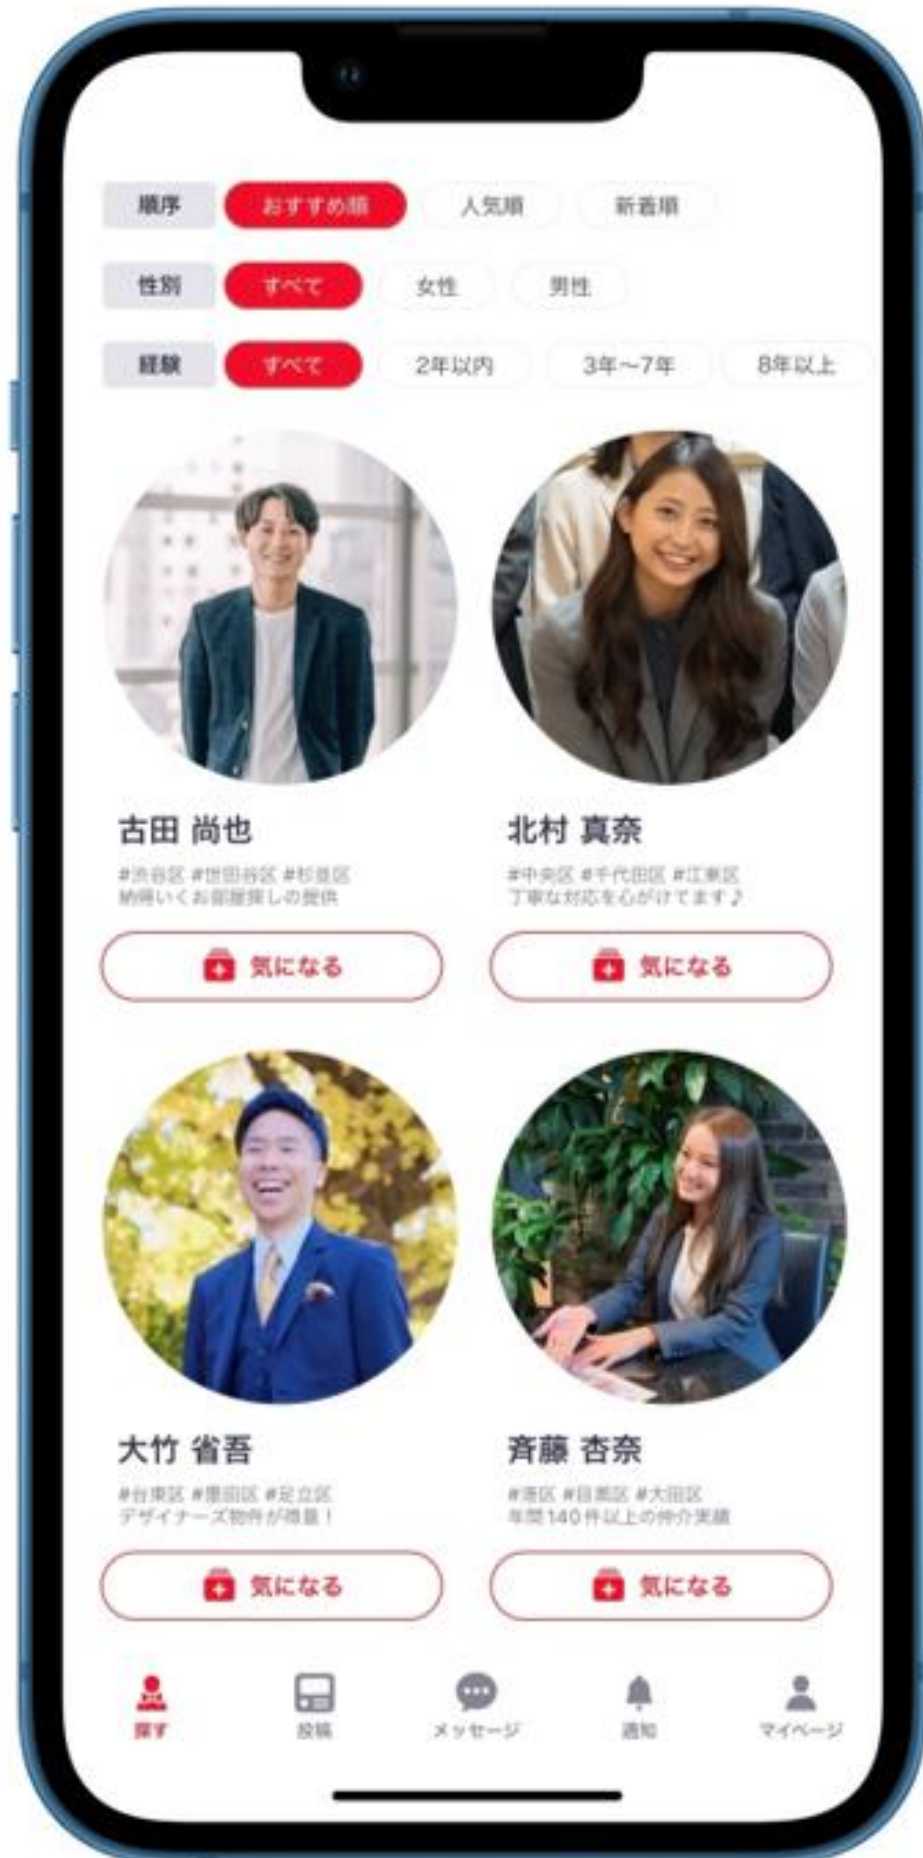 順序 おすすめ順 人気順 新着順
性別 すべて 女性 男性
経験 すべて 2年以内 3年〜7年 8年以上
古田 尚也
#渋谷区 #世田谷区 #杉並区
納得いくお部屋探しの提供
気になる
北村 真奈
#中央区 #千代田区 #江東区
丁寧な対応を心がけてます♪
気になる
大竹 省吾
#台東区 #墨田区 #足立区
デザイナーズ物件が得意！
気になる
斉藤 杏奈
#港区 #目黒区 #大田区
年間140件以上の仲介実績
気になる
探す 投稿 メッセージ 通知 マイページ